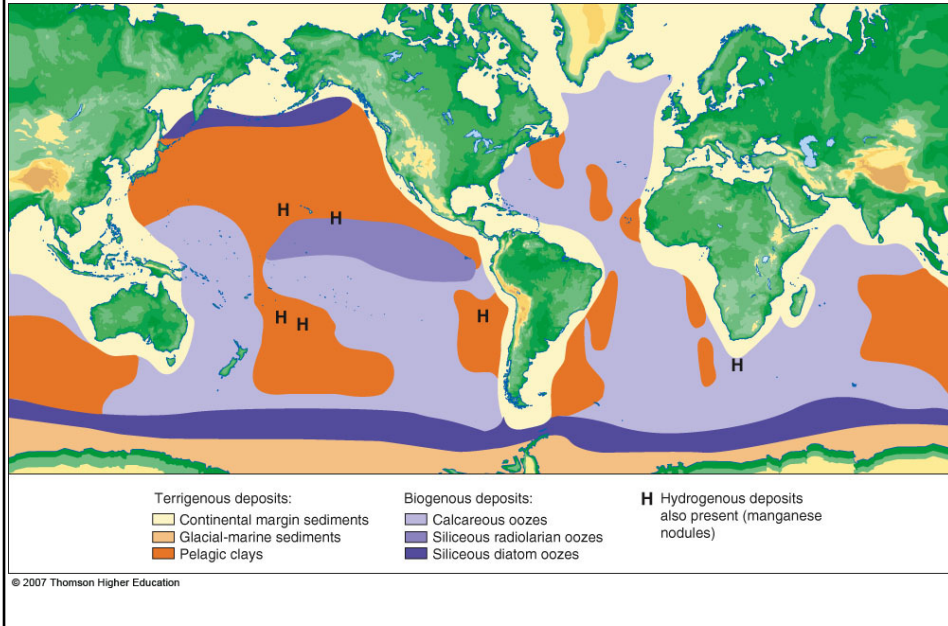 H
H
H
H
H
H
Terrigenous deposits:
Continental margin sediments
Glacial-marine sediments
Pelagic clays
Biogenous deposits:
Calcareous oozes
Siliceous radiolarian oozes
Siliceous diatom oozes
H Hydrogenous deposits
also present (manganese
nodules)
© 2007 Thomson Higher Education